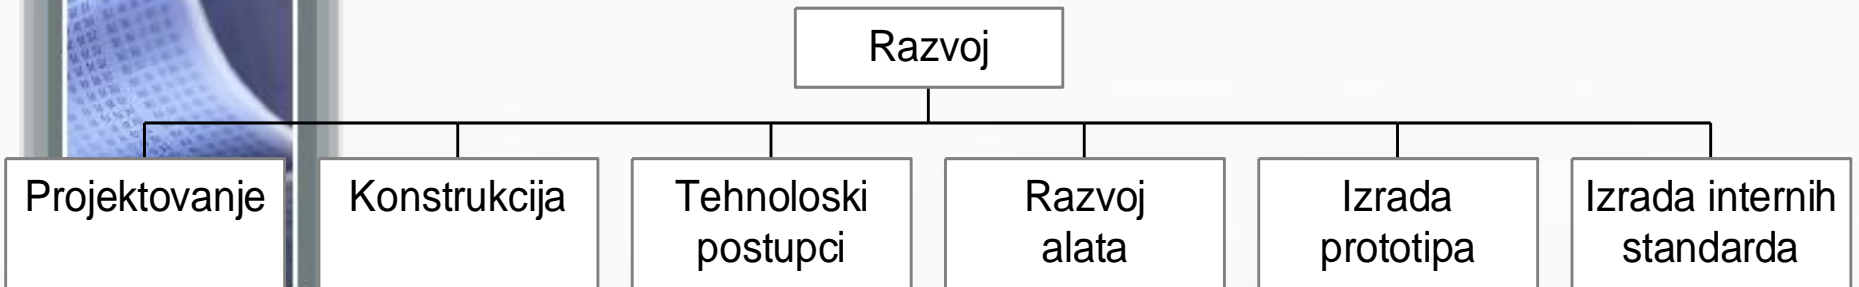 Razvoj
Projektovanje
Konstrukcija
Tehnoloski
postupci
Razvoj
alata
Izrada
prototipa
Izrada internih
standarda